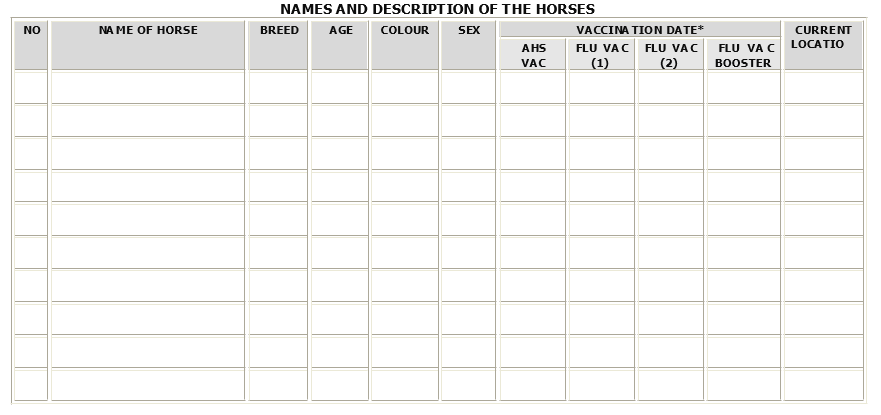 NAMES AND DESCRIPTION OF THE HORSES
NO NAME OF HORSE BREED AGE COLOUR SEX VACCINATION DATE* CURRENT LOCATIO
AHS VAC FLU VAC (1) FLU VAC (2) FLU VAC BOOSTER